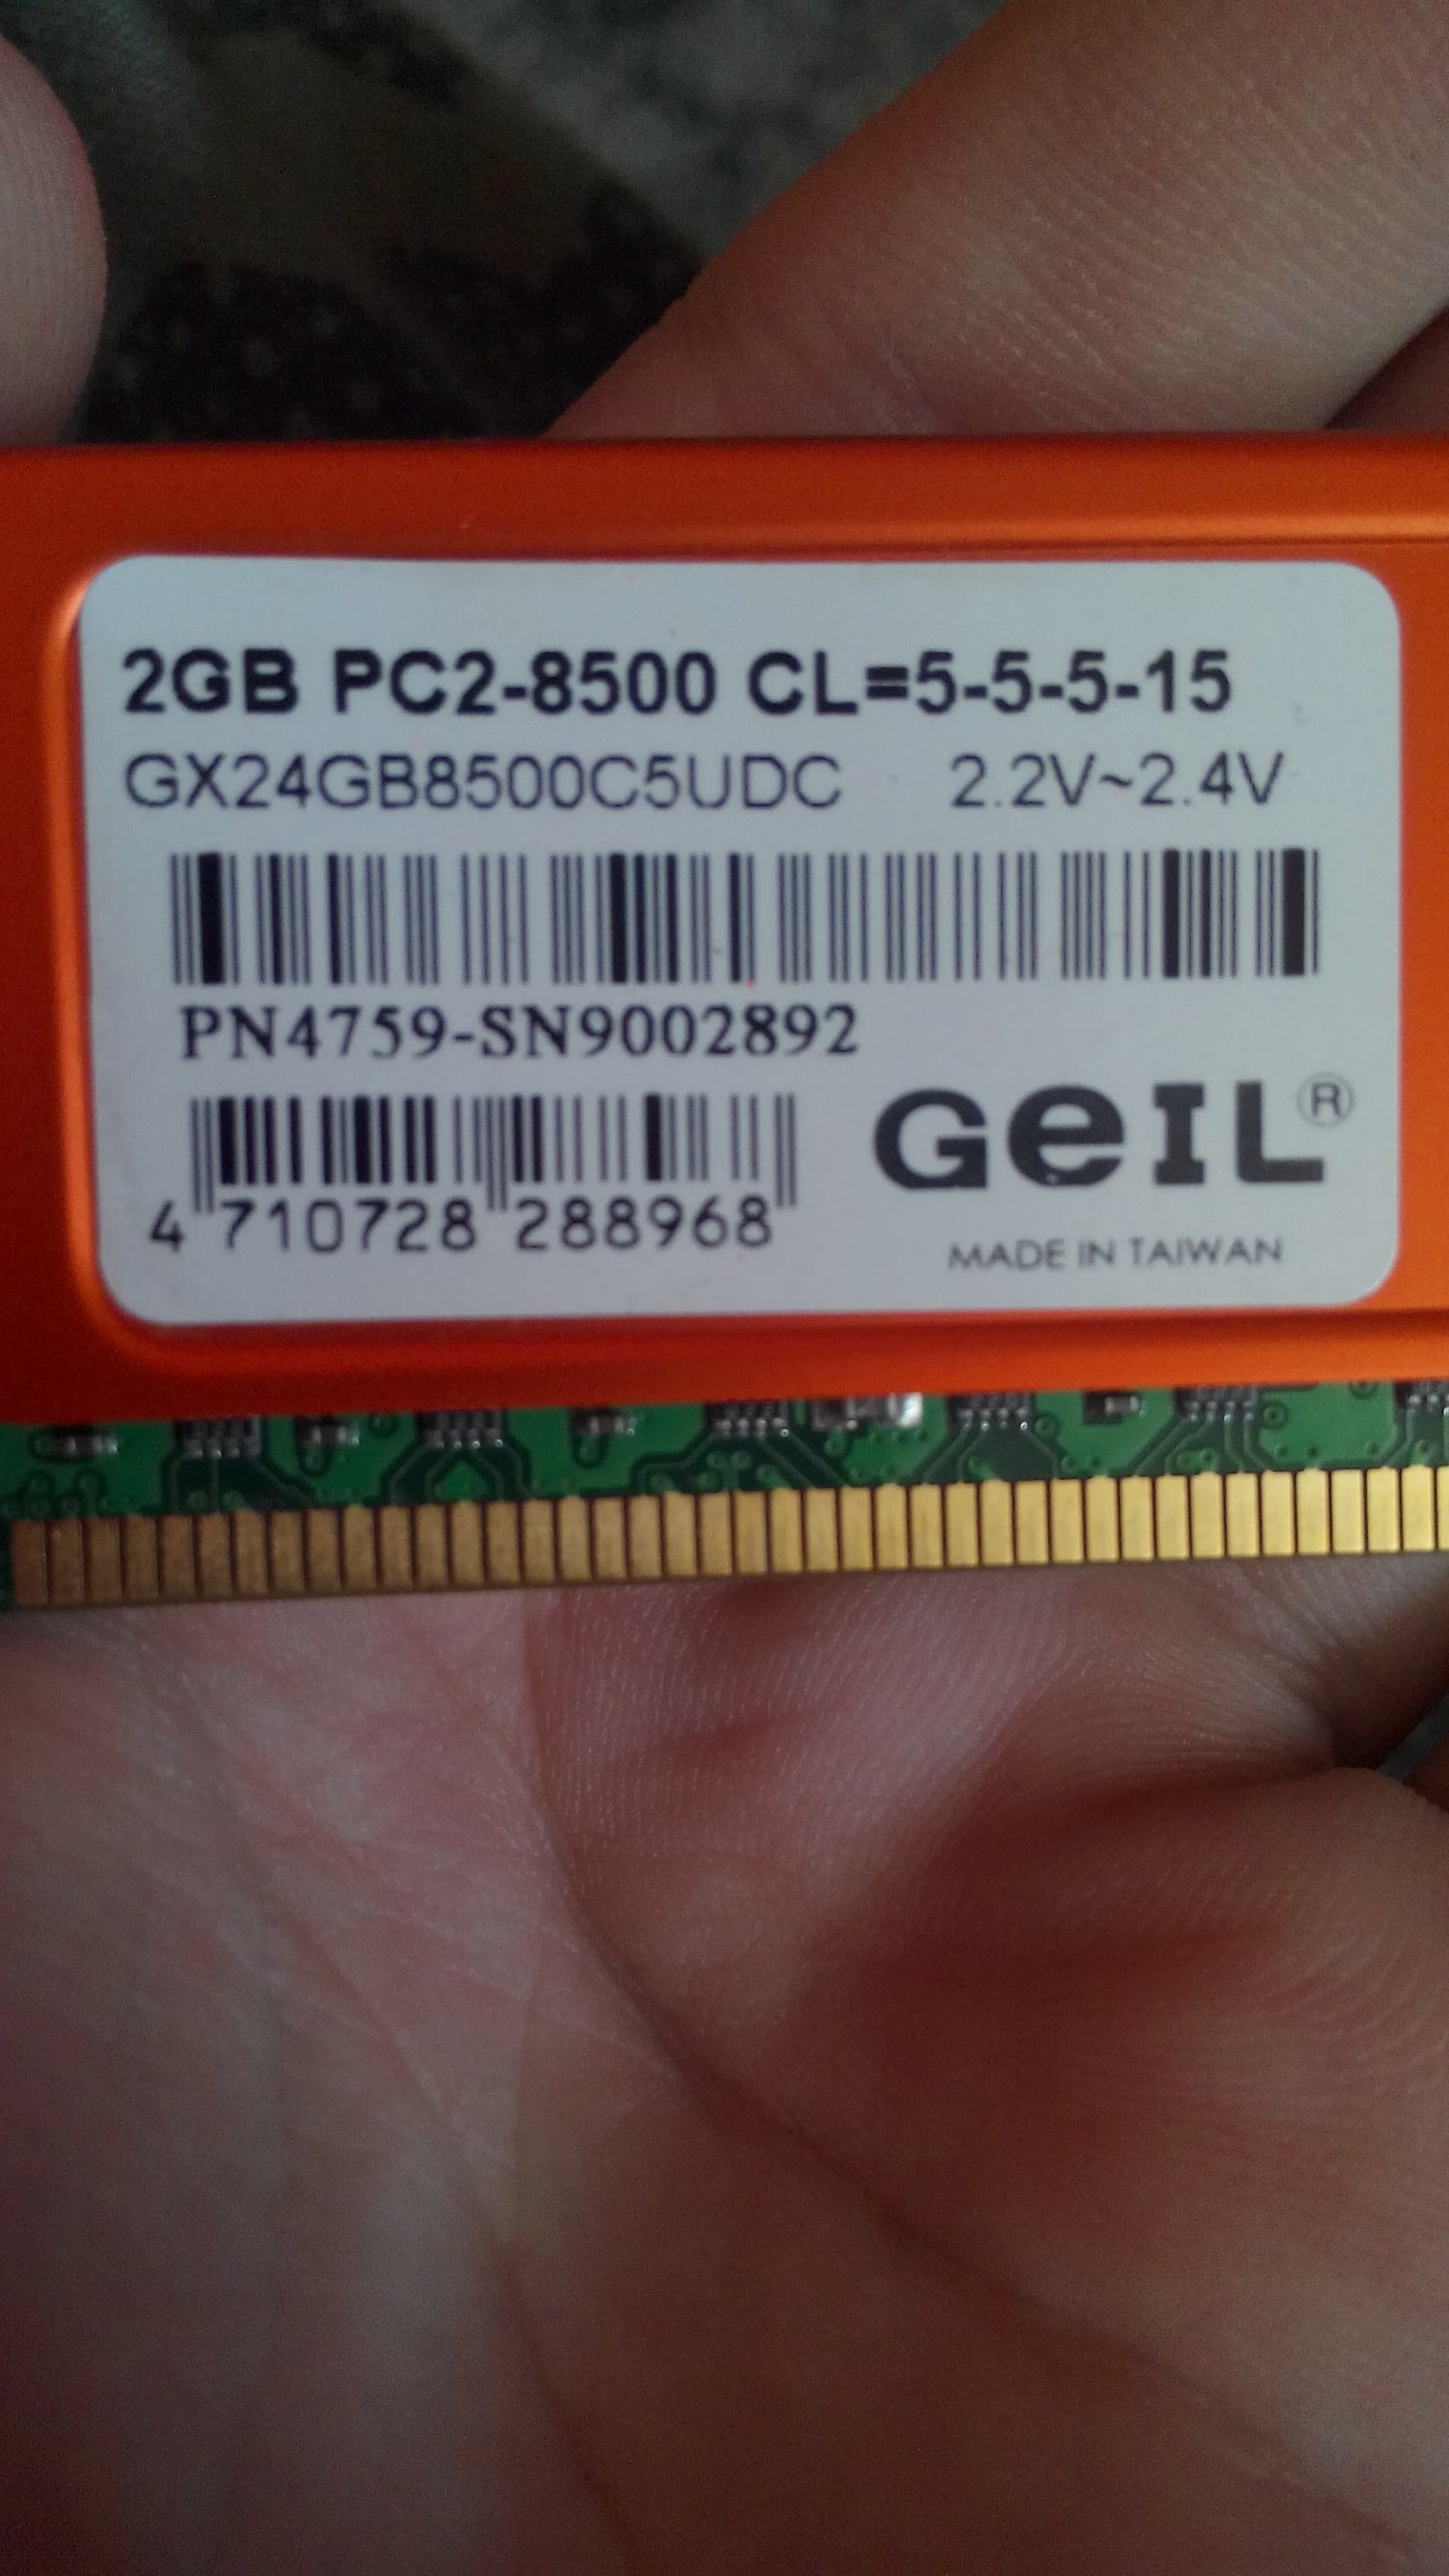 2GB PC2-8500 CL=5-5-5-15
GX24GB8500C5UDC 2.2V~2.4V
PN4759-SN9002892
GeIL®
4 710728 288968
MADE IN TAIWAN